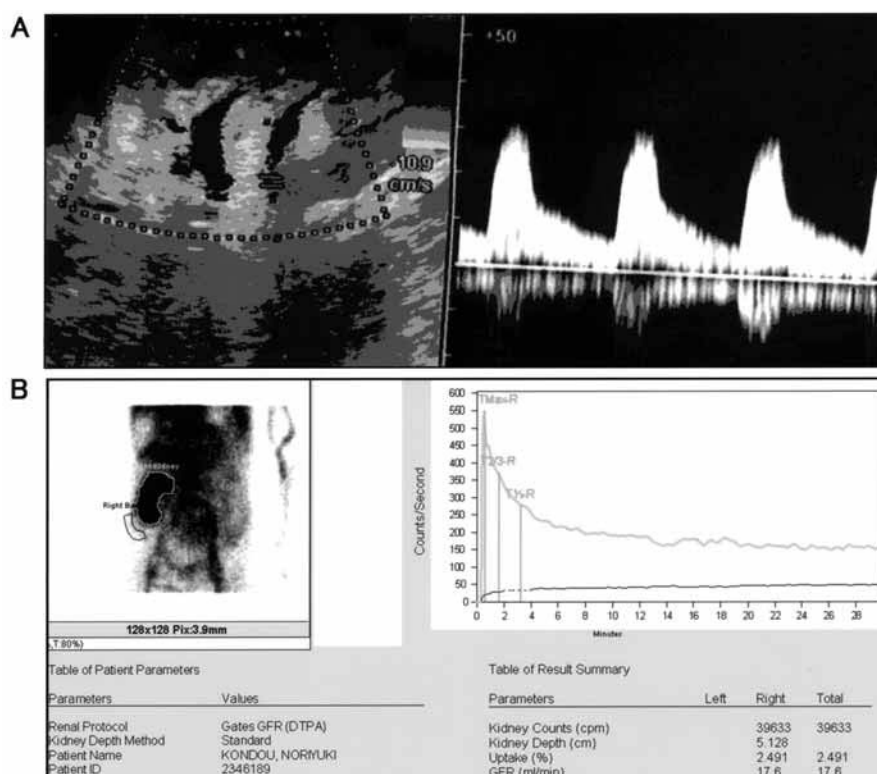 A
+50
10.9
cm/s
B
600
TMax-R
550
500
450
T2/3-R
400
350
T½-R
300
250
200
150
100
50
0
Counts/Second
0 2 4 6 8 10 12 14 16 18 20 22 24 26 28
Minutes
Right
128x128 Pix:3.9mm
,T:80%)
Table of Patient Parameters
Parameters Values
Renal Protocol Gates GFR (DTPA)
Kidney Depth Method Standard
Patient Name KONDOU, NORIYUKI
Patient ID 2346189
Table of Result Summary
Parameters Left Right Total
Kidney Counts (cpm) 39633 39633
Kidney Depth (cm) 5.128
Uptake (%) 2.491 2.491
GFR (ml/min) 17.6 17.6